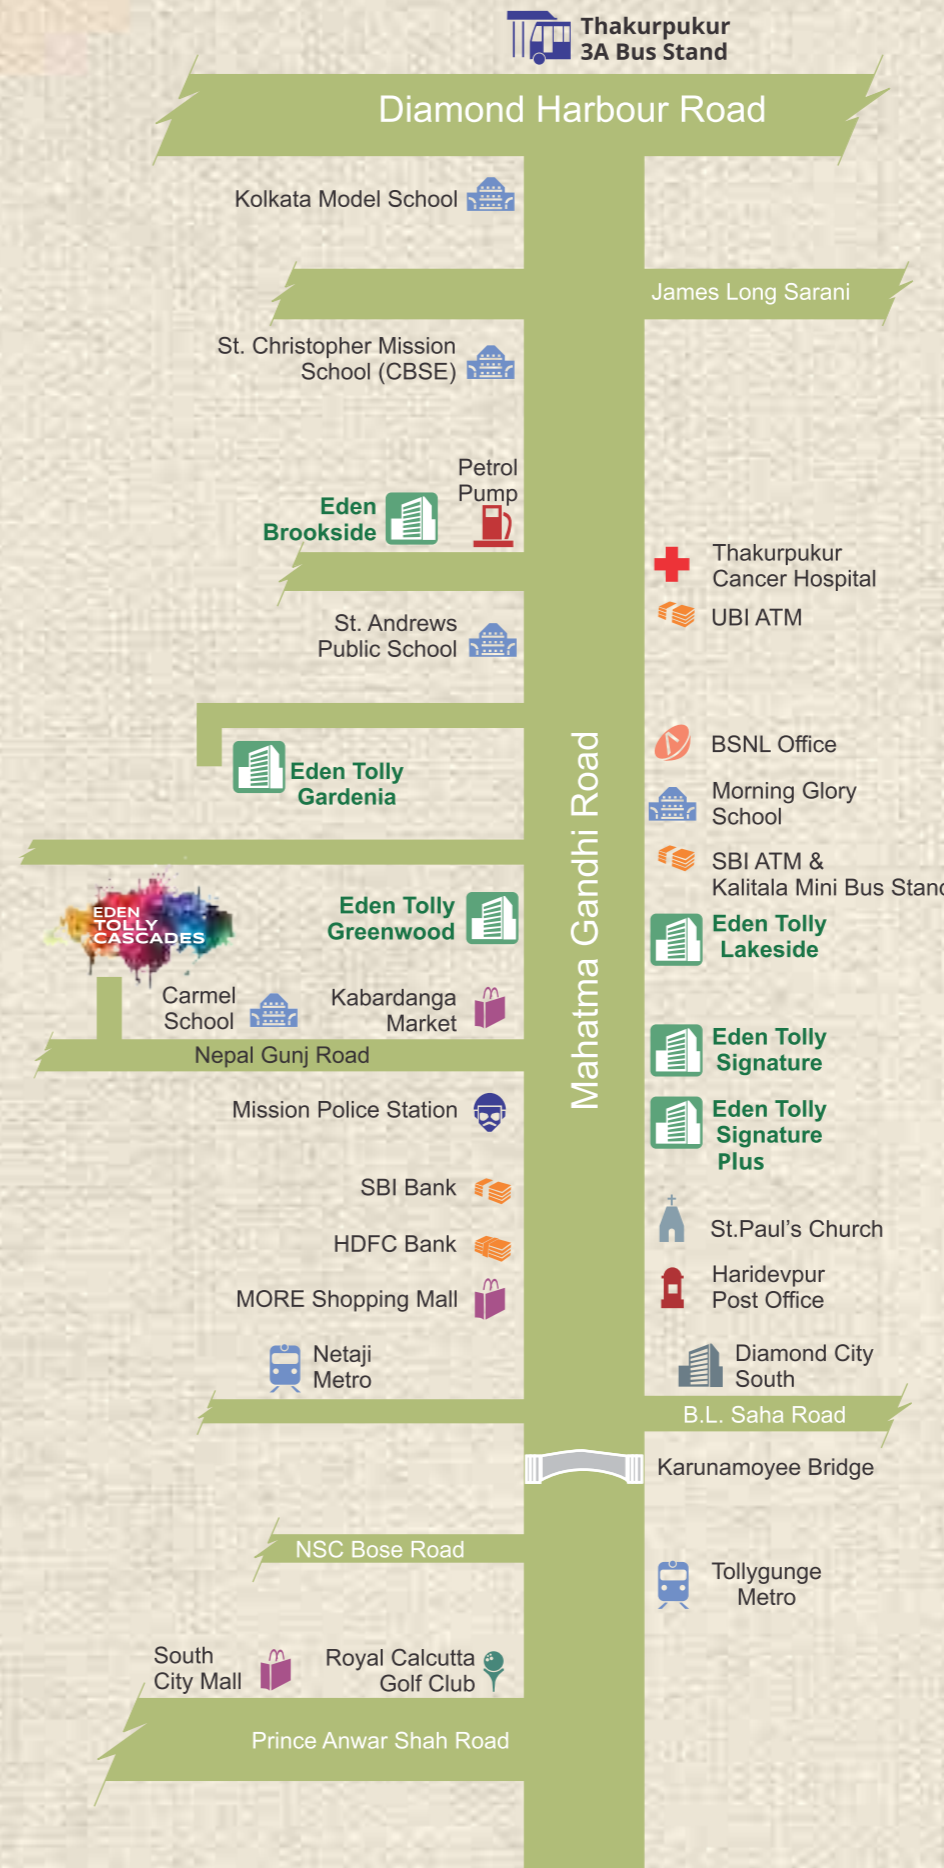 Thakurpukur
3A Bus Stand
Diamond Harbour Road
Kolkata Model School
James Long Sarani
St. Christopher Mission
School (CBSE)
Petrol
Pump
Eden
Brookside
Thakurpukur
Cancer Hospital
UBI ATM
St. Andrews
Public School
Mahatma Gandhi Road
BSNL Office
Eden Tolly
Gardenia
Morning Glory
School
SBI ATM &
Kalitala Mini Bus Stand
EDEN
TOLLY
CASCADES
Eden Tolly
Greenwood
Eden Tolly
Lakeside
Carmel
School
Kabardanga
Market
Nepal Gunj Road
Eden Tolly
Signature
Mission Police Station
Eden Tolly
Signature
Plus
SBI Bank
St.Paul's Church
HDFC Bank
Haridevpur
Post Office
MORE Shopping Mall
Netaji
Metro
Diamond City
South
B.L. Saha Road
Karunamoyee Bridge
NSC Bose Road
Tollygunge
Metro
South
City Mall
Royal Calcutta
Golf Club
Prince Anwar Shah Road